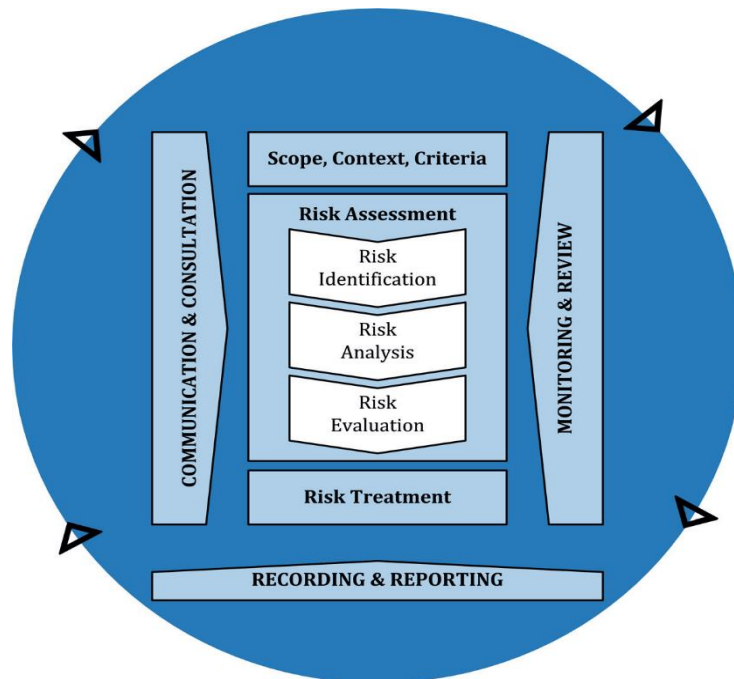 Scope, Context, Criteria
Risk Assessment
Risk
Identification
Risk
Analysis
Risk
Evaluation
Risk Treatment
COMMUNICATION & CONSULTATION
MONITORING & REVIEW
RECORDING & REPORTING